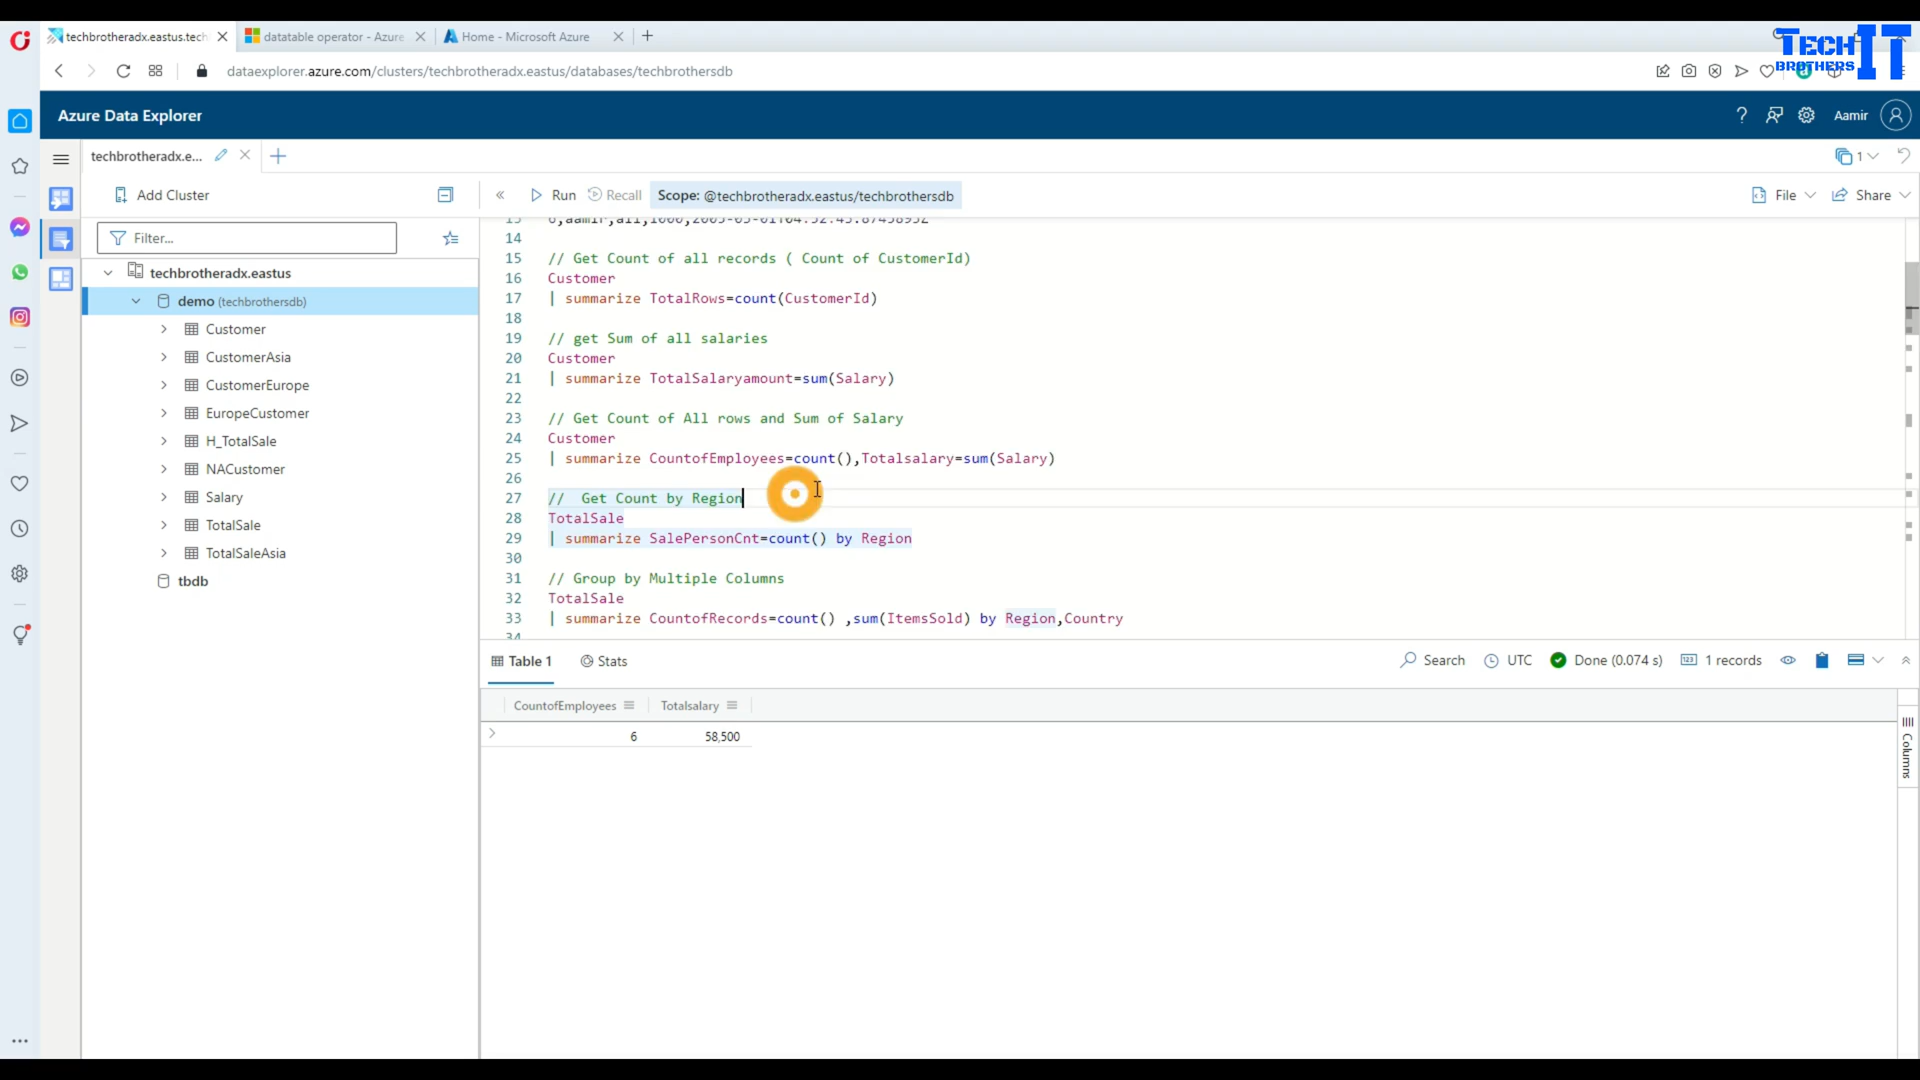 techbrotheradx.eastus.tech
datatable operator - Azure
Home - Microsoft Azure
TECH BROTHERS IT
dataexplorer.azure.com/clusters/techbrotheradx.eastus/databases/techbrothersdb
Azure Data Explorer
Aamir
techbrotheradx.e...
1
Add Cluster
Run
Recall
Scope: @techbrotheradx.eastus/techbrothersdb
File
Share
Filter...
techbrotheradx.eastus
demo (techbrothersdb)
Customer
CustomerAsia
CustomerEurope
EuropeCustomer
H_TotalSale
NACustomer
Salary
TotalSale
TotalSaleAsia
tbdb
14
15 // Get Count of all records ( Count of CustomerId)
16 Customer
17 | summarize TotalRows=count(CustomerId)
18
19 // get Sum of all salaries
20 Customer
21 | summarize TotalSalaryamount=sum(Salary)
22
23 // Get Count of All rows and Sum of Salary
24 Customer
25 | summarize CountofEmployees=count(),Totalsalary=sum(Salary)
26
27 //  Get Count by Region
28 TotalSale
29 | summarize SalePersonCnt=count() by Region
30
31 // Group by Multiple Columns
32 TotalSale
33 | summarize CountofRecords=count() ,sum(ItemsSold) by Region,Country
34
Table 1
Stats
Search
UTC
Done (0.074 s)
1 records
CountofEmployees
Totalsalary
6
58,500
Columns